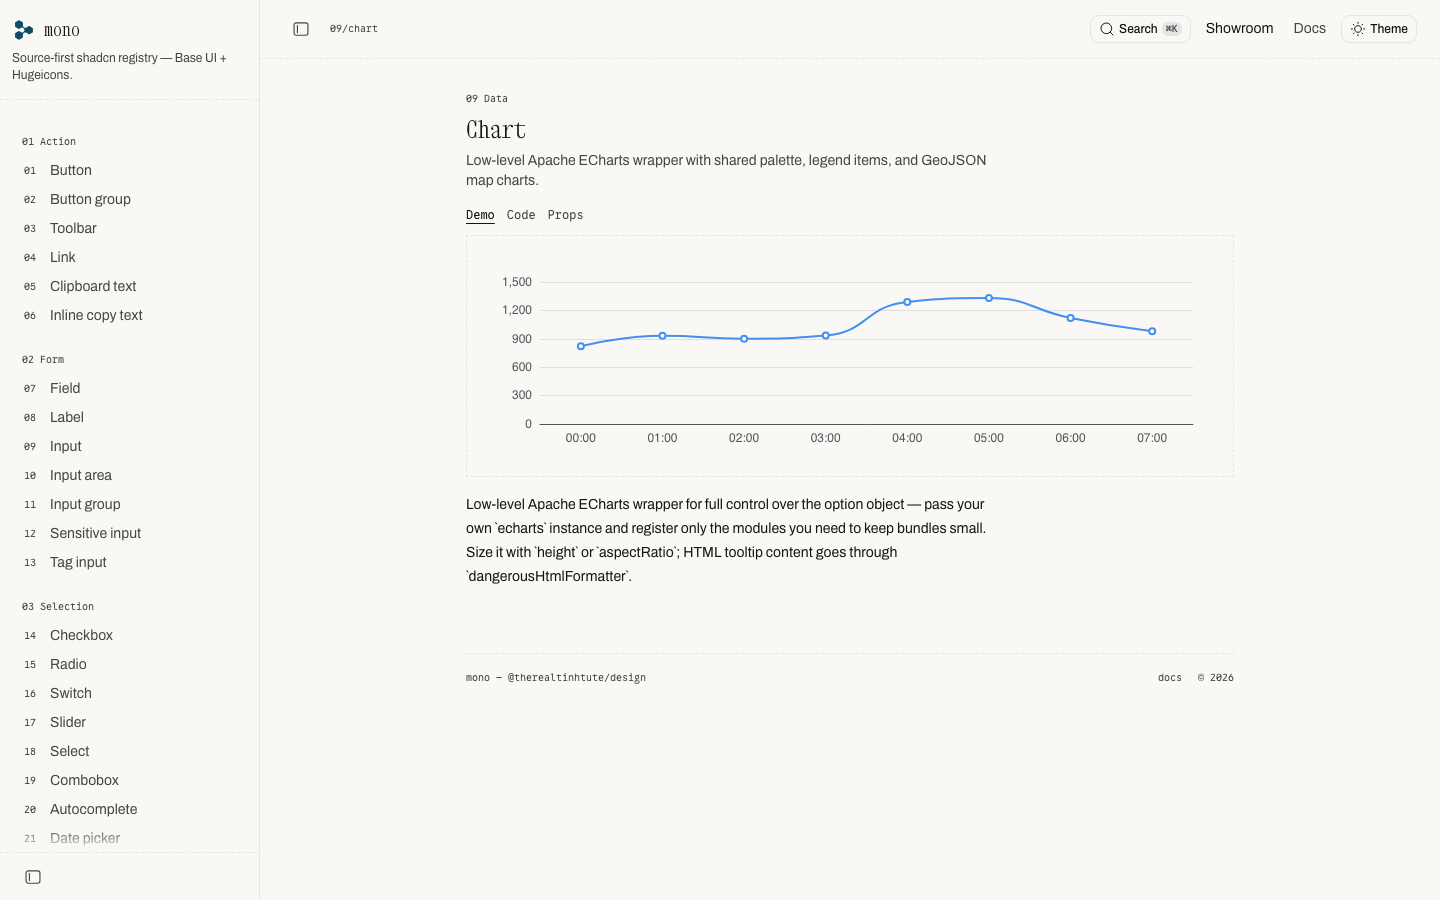 mono
Source-first shadcn registry — Base UI +
Hugeicons.
01 Action
01 Button
02 Button group
03 Toolbar
04 Link
05 Clipboard text
06 Inline copy text
02 Form
07 Field
08 Label
09 Input
10 Input area
11 Input group
12 Sensitive input
13 Tag input
03 Selection
14 Checkbox
15 Radio
16 Switch
17 Slider
18 Select
19 Combobox
20 Autocomplete
21 Date picker
09/chart
Search ⌘K
Showroom
Docs
Theme
09 Data
Chart
Low-level Apache ECharts wrapper with shared palette, legend items, and GeoJSON
map charts.
Demo Code Props
1,500
1,200
900
600
300
0
00:00 01:00 02:00 03:00 04:00 05:00 06:00 07:00
Low-level Apache ECharts wrapper for full control over the option object — pass your
own `echarts` instance and register only the modules you need to keep bundles small.
Size it with `height` or `aspectRatio`; HTML tooltip content goes through
`dangerousHtmlFormatter`.
mono — @therealtinhtute/design
docs © 2026